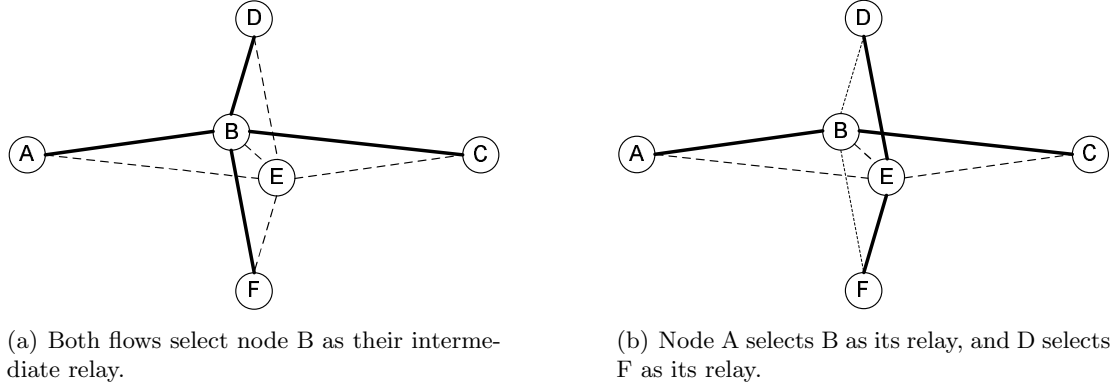 D
D
B
B
A
C
A
C
E
E
F
F
(a) Both flows select node B as their interme-
diate relay.
(b) Node A selects B as its relay, and D selects
F as its relay.